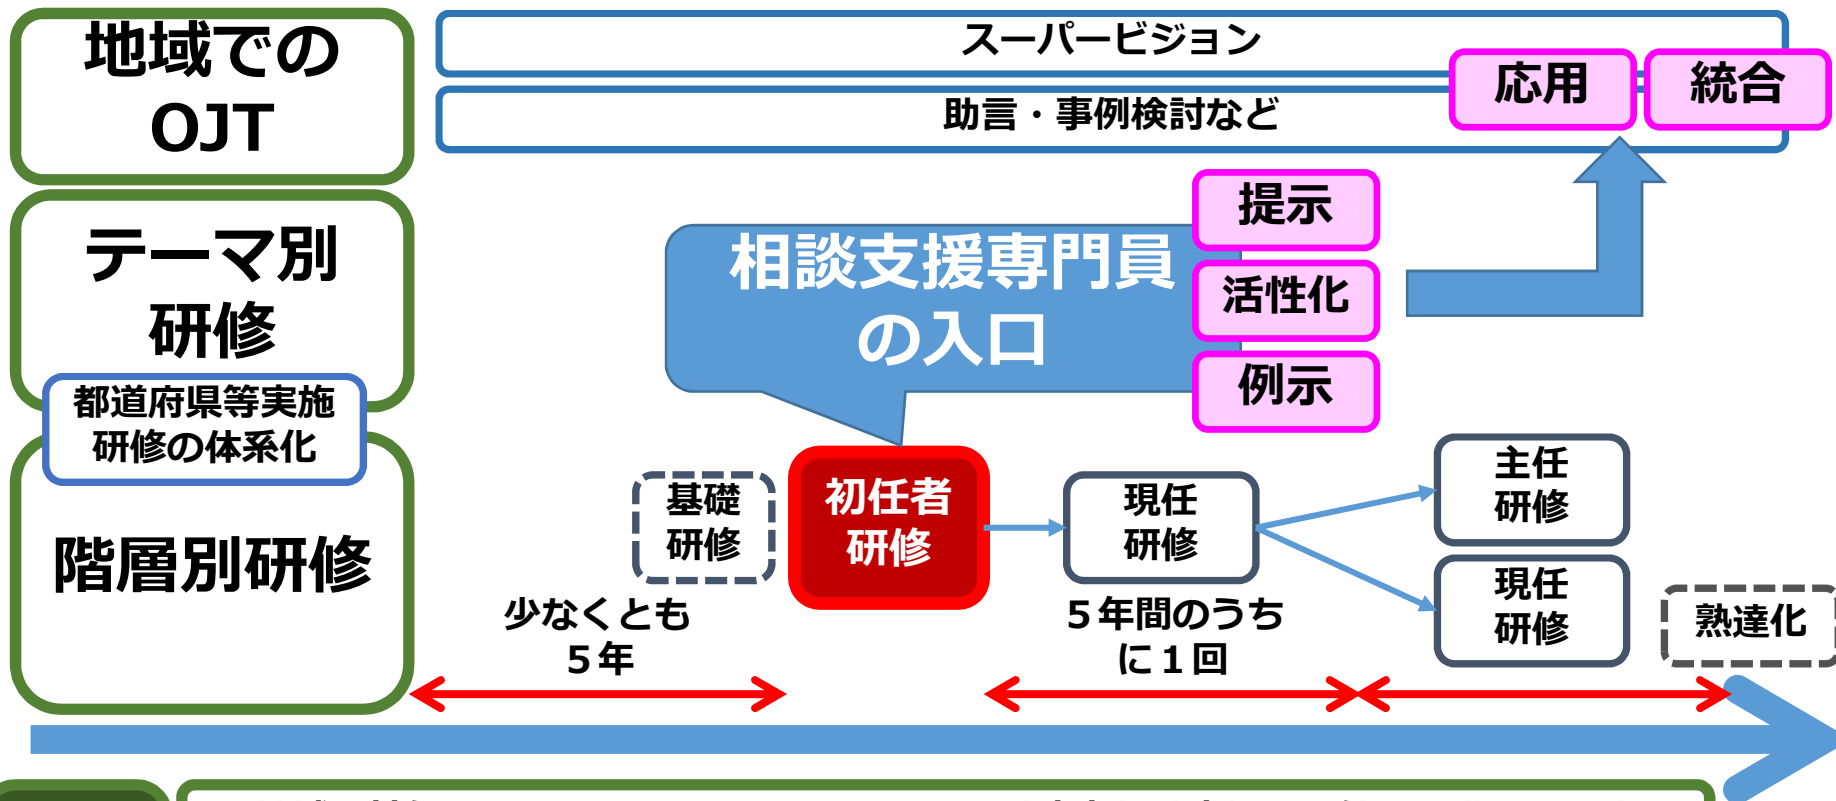 地域での
OJT
スーパービジョン
助言・事例検討など
応用
統合
テーマ別
研修
相談支援専門員
の入口
提示
活性化
例示
都道府県等実施
研修の体系化
階層別研修
基礎
研修
初任者
研修
現任
研修
主任
研修
現任
研修
熟達化
少なくとも
５年
５年間のうち
に１回